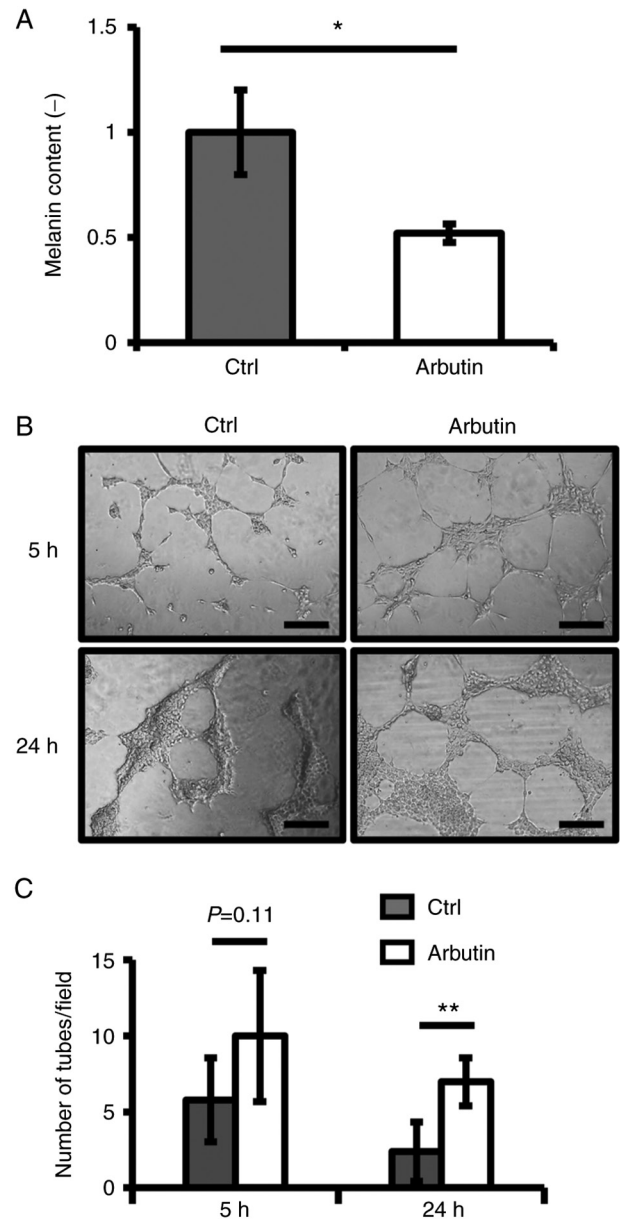 A
*
1.5
1
0.5
0
Melanin content (–)
Ctrl
Arbutin
B
Ctrl
Arbutin
5 h
24 h
C
P=0.11
Ctrl
Arbutin
**
15
10
5
0
Number of tubes/field
5 h
24 h